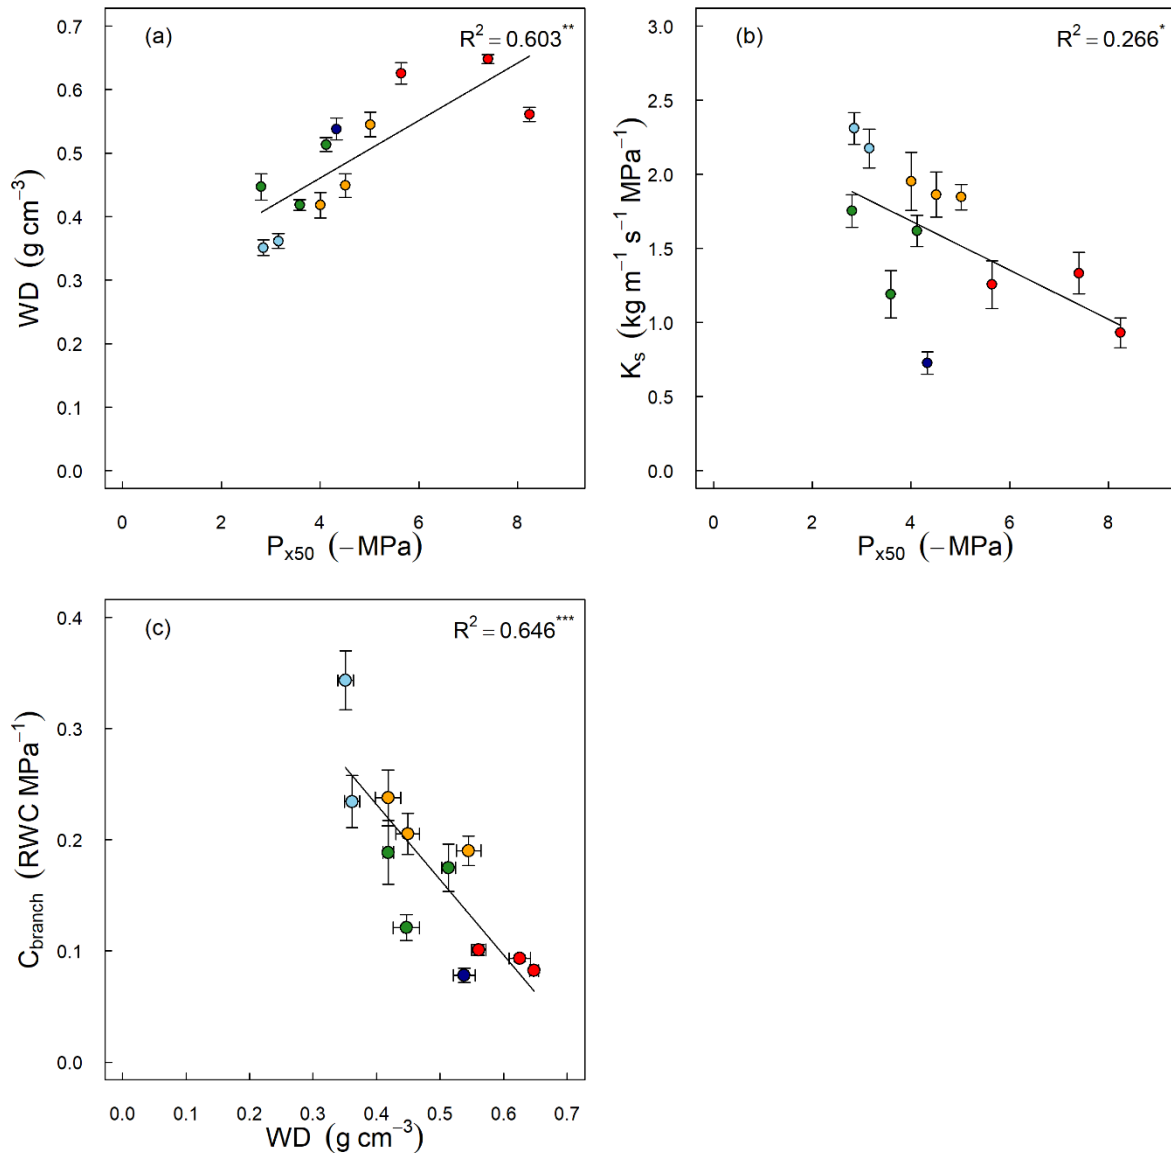 (a)
R² = 0.603**
0.7
0.6
0.5
0.4
0.3
0.2
0.1
0.0
WD (g cm⁻³)
0 2 4 6 8
Px50 (−MPa)
(b)
R² = 0.266*
3.0
2.5
2.0
1.5
1.0
0.5
0.0
Ks (kg m⁻¹ s⁻¹ MPa⁻¹)
0 2 4 6 8
Px50 (−MPa)
(c)
R² = 0.646***
0.4
0.3
0.2
0.1
0.0
Cbranch (RWC MPa⁻¹)
0.0 0.1 0.2 0.3 0.4 0.5 0.6 0.7
WD (g cm⁻³)